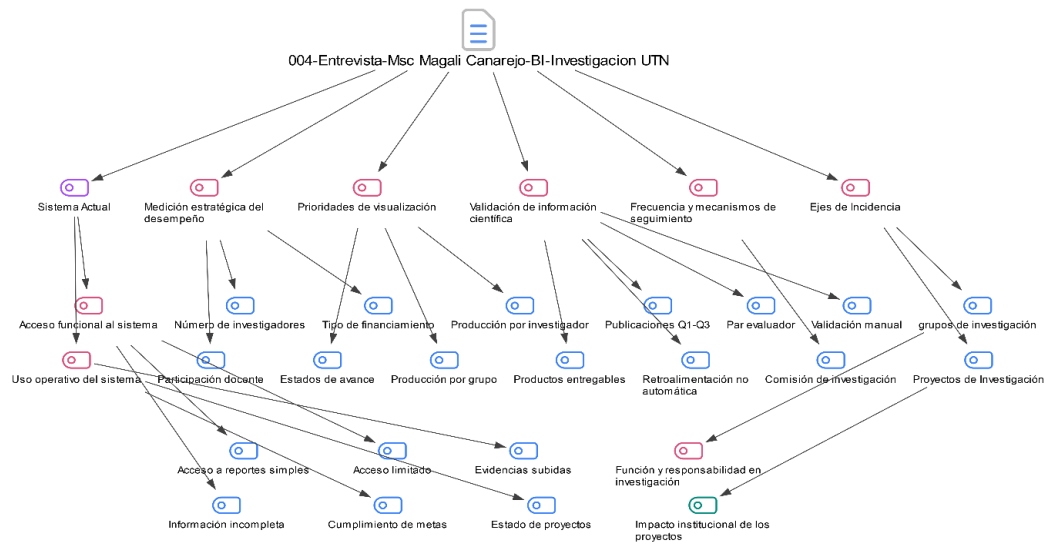 004-Entrevista-Msc Magali Canarejo-BI-Investigacion UTN
Sistema Actual
Medición estratégica del
desempeño
Prioridades de visualización
Validación de información
científica
Frecuencia y mecanismos de
seguimiento
Ejes de Incidencia
Acceso funcional al sistema
Número de investigadores
Tipo de financiamiento
Producción por investigador
Publicaciones Q1-Q3
Par evaluador
Validación manual
grupos de investigación
Uso operativo del sistema
Participación docente
Estados de avance
Producción por grupo
Productos entregables
Retroalimentación no
automática
Comisión de investigación
Proyectos de Investigación
Acceso a reportes simples
Acceso limitado
Evidencias subidas
Función y responsabilidad en
investigación
Información incompleta
Cumplimiento de metas
Estado de proyectos
Impacto institucional de los
proyectos